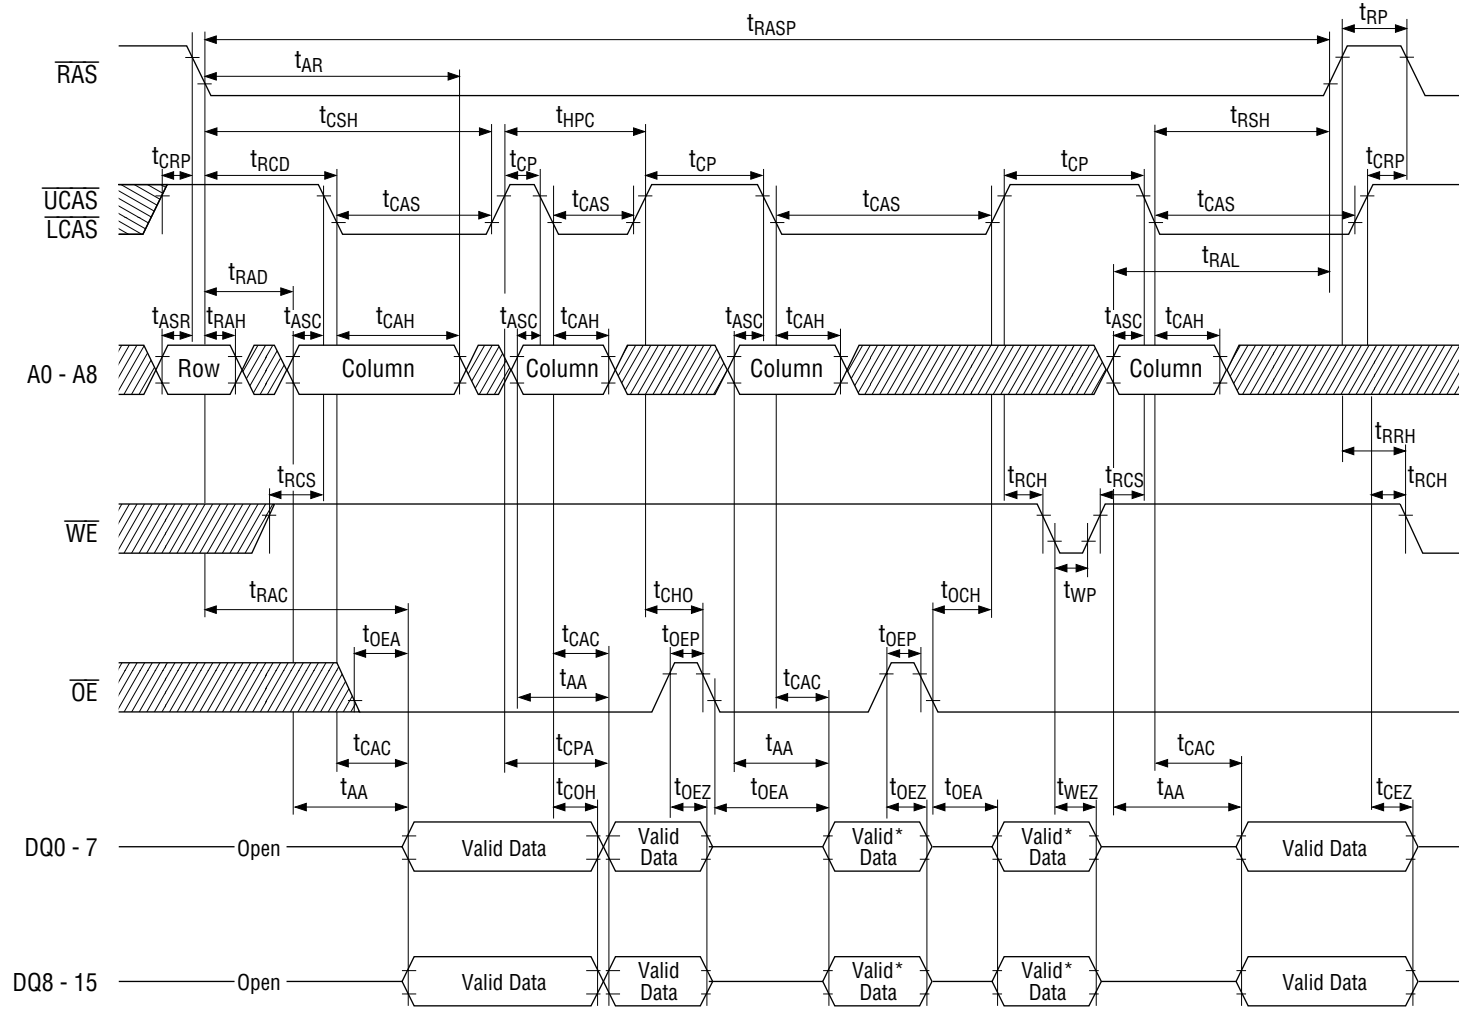 tRASP tRP
RAS tAR
tCSH tHPC tRSH
tCRP tRCD tCP tCP tCP tCRP
UCAS tCAS tCAS tCAS tCAS
LCAS
tRAD tRAL
tASR tRAH tASC tCAH tASC tCAH tASC tCAH tASC tCAH
A0 - A8 Row Column Column Column Column
tRRH
tRCS tRCH tRCS tRCH
WE
tWP
tRAC tCHO tOCH
tOEA tCAC tOEP tOEP
OE tAA tCAC
tCAC tCPA tAA tCAC
tAA tCOH tOEZ tOEA tOEZ tOEA tWEZ tAA tCEZ
DQ0 - 7 Open Valid Data Valid Data Valid* Data Valid* Data Valid Data
DQ8 - 15 Open Valid Data Valid Data Valid* Data Valid* Data Valid Data